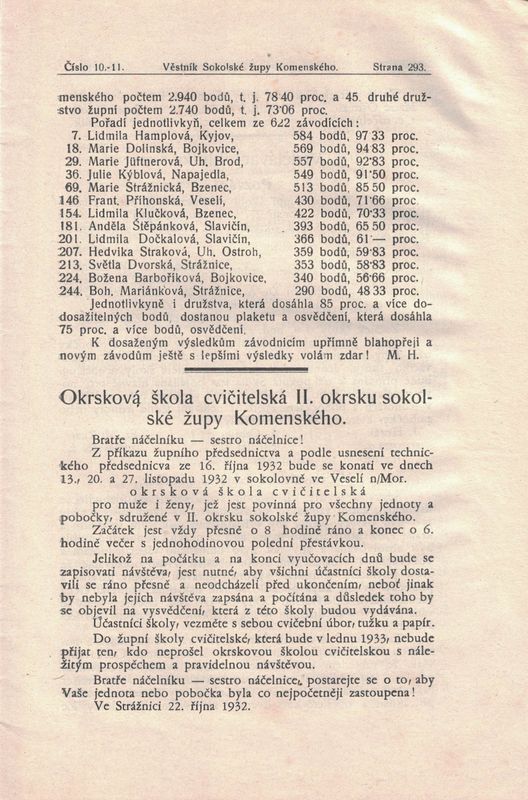 Číslo 10.-11. Věstník Sokolské župy Komenského. Strana 293.
menského počtem 2.940 bodů, t. j. 78 40 proc. a 45. druhé druž-
stvo župní počtem 2.740 bodů, t. j. 73·06 proc.
Pořadí jednotlivkyň, celkem ze 622 závodících:
7. Lidmila Hamplová, Kyjov, 584 bodů, 97 33 proc.
18. Marie Dolinská, Bojkovice, 569 bodů, 94·83 proc.
29. Marie Jüftnerová, Uh. Brod, 557 bodů, 92·83 proc.
36. Julie Kýblová, Napajedla, 549 bodů, 91·50 proc.
69. Marie Strážnická, Bzenec, 513 bodů, 85 50 proc.
146 Frant. Příhonská, Veselí, 430 bodů, 71·66 proc.
154. Lidmila Klučková, Bzenec, 422 bodů, 70·33 proc.
181. Anděla Štěpánková, Slavičín, 393 bodů, 65 50 proc.
201. Lidmila Dočkalová, Slavičín, 366 bodů, 61·— proc.
207. Hedvika Straková, Uh. Ostroh, 359 bodů, 59·83 proc.
213. Světla Dvorská, Strážnice, 353 bodů, 58·83 proc.
224. Božena Barboříková, Bojkovice, 340 bodů, 56·66 proc.
244. Boh. Mariánková, Strážnice, 290 bodů, 48 33 proc.
Jednotlivkyně i družstva, která dosáhla 85 proc. a více do-
dosažitelných bodů, dostanou plaketu a osvědčení, která dosáhla
75 proc. a více bodů, osvědčení.
K dosaženým výsledkům závodnicím upřímně blahopřeji a
novým závodům ještě s lepšími výsledky volám zdar! M. H.
Okrsková škola cvičitelská II. okrsku sokol-
ské župy Komenského.
Bratře náčelníku — sestro náčelnice!
Z příkazu župního předsednictva a podle usnesení technic-
kého předsednicva ze 16. října 1932 bude se konati ve dnech
13., 20. a 27. listopadu 1932 v sokolovně ve Veselí n/Mor.
okrsková škola cvičitelská
pro muže i ženy, jež jest povinná pro všechny jednoty a
pobočky, sdružené v II. okrsku sokolské župy Komenského.
Začátek jest vždy přesně o 8 hodině ráno a konec o 6.
hodině večer s jednohodinovou polední přestávkou.
Jelikož na počátku a na konci vyučovacích dnů bude se
zapisovati návštěva, jest nutné, aby všichni účastníci školy dosta-
vili se ráno přesně a neodcházeli před ukončením, neboť jinak
by nebyla jejich návštěva zapsána a počítána a důsledek toho by
se objevil na vysvědčení, která z této školy budou vydávána.
Účastníci školy, vezměte s sebou cvičební úbor, tužku a papír.
Do župní školy cvičitelské, která bude v lednu 1933, nebude
přijat ten, kdo neprošel okrskovou školou cvičitelskou s nále-
žitým prospěchem a pravidelnou návštěvou.
Bratře náčelníku — sestro náčelnice, postarejte se o to, aby
Vaše jednota nebo pobočka byla co nejpočetněji zastoupena!
Ve Strážnici 22. října 1932.